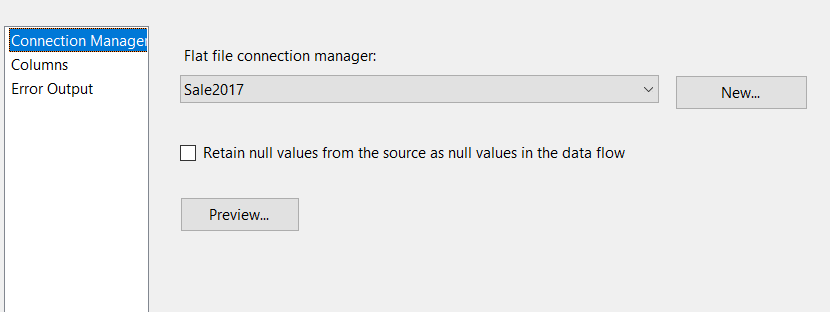 Connection Manager
Columns
Error Output
Flat file connection manager:
Sale2017
New...
Retain null values from the source as null values in the data flow
Preview...